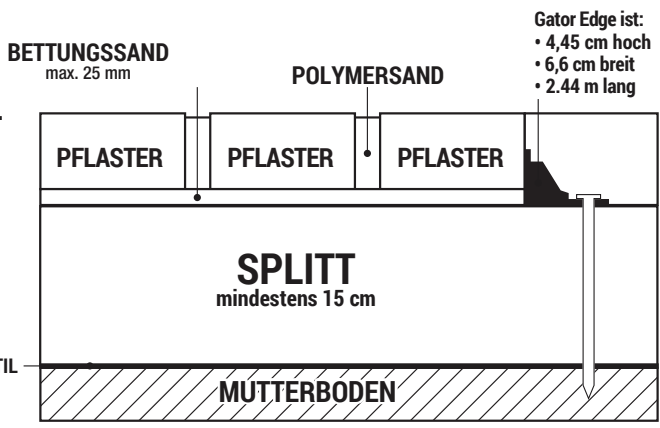 Gator Edge ist:
• 4,45 cm hoch
• 6,6 cm breit
• 2.44 m lang
BETTUNGSSAND
max. 25 mm
POLYMERSAND
PFLASTER
PFLASTER
PFLASTER
SPLITT
mindestens 15 cm
TIL
MUTTERBODEN